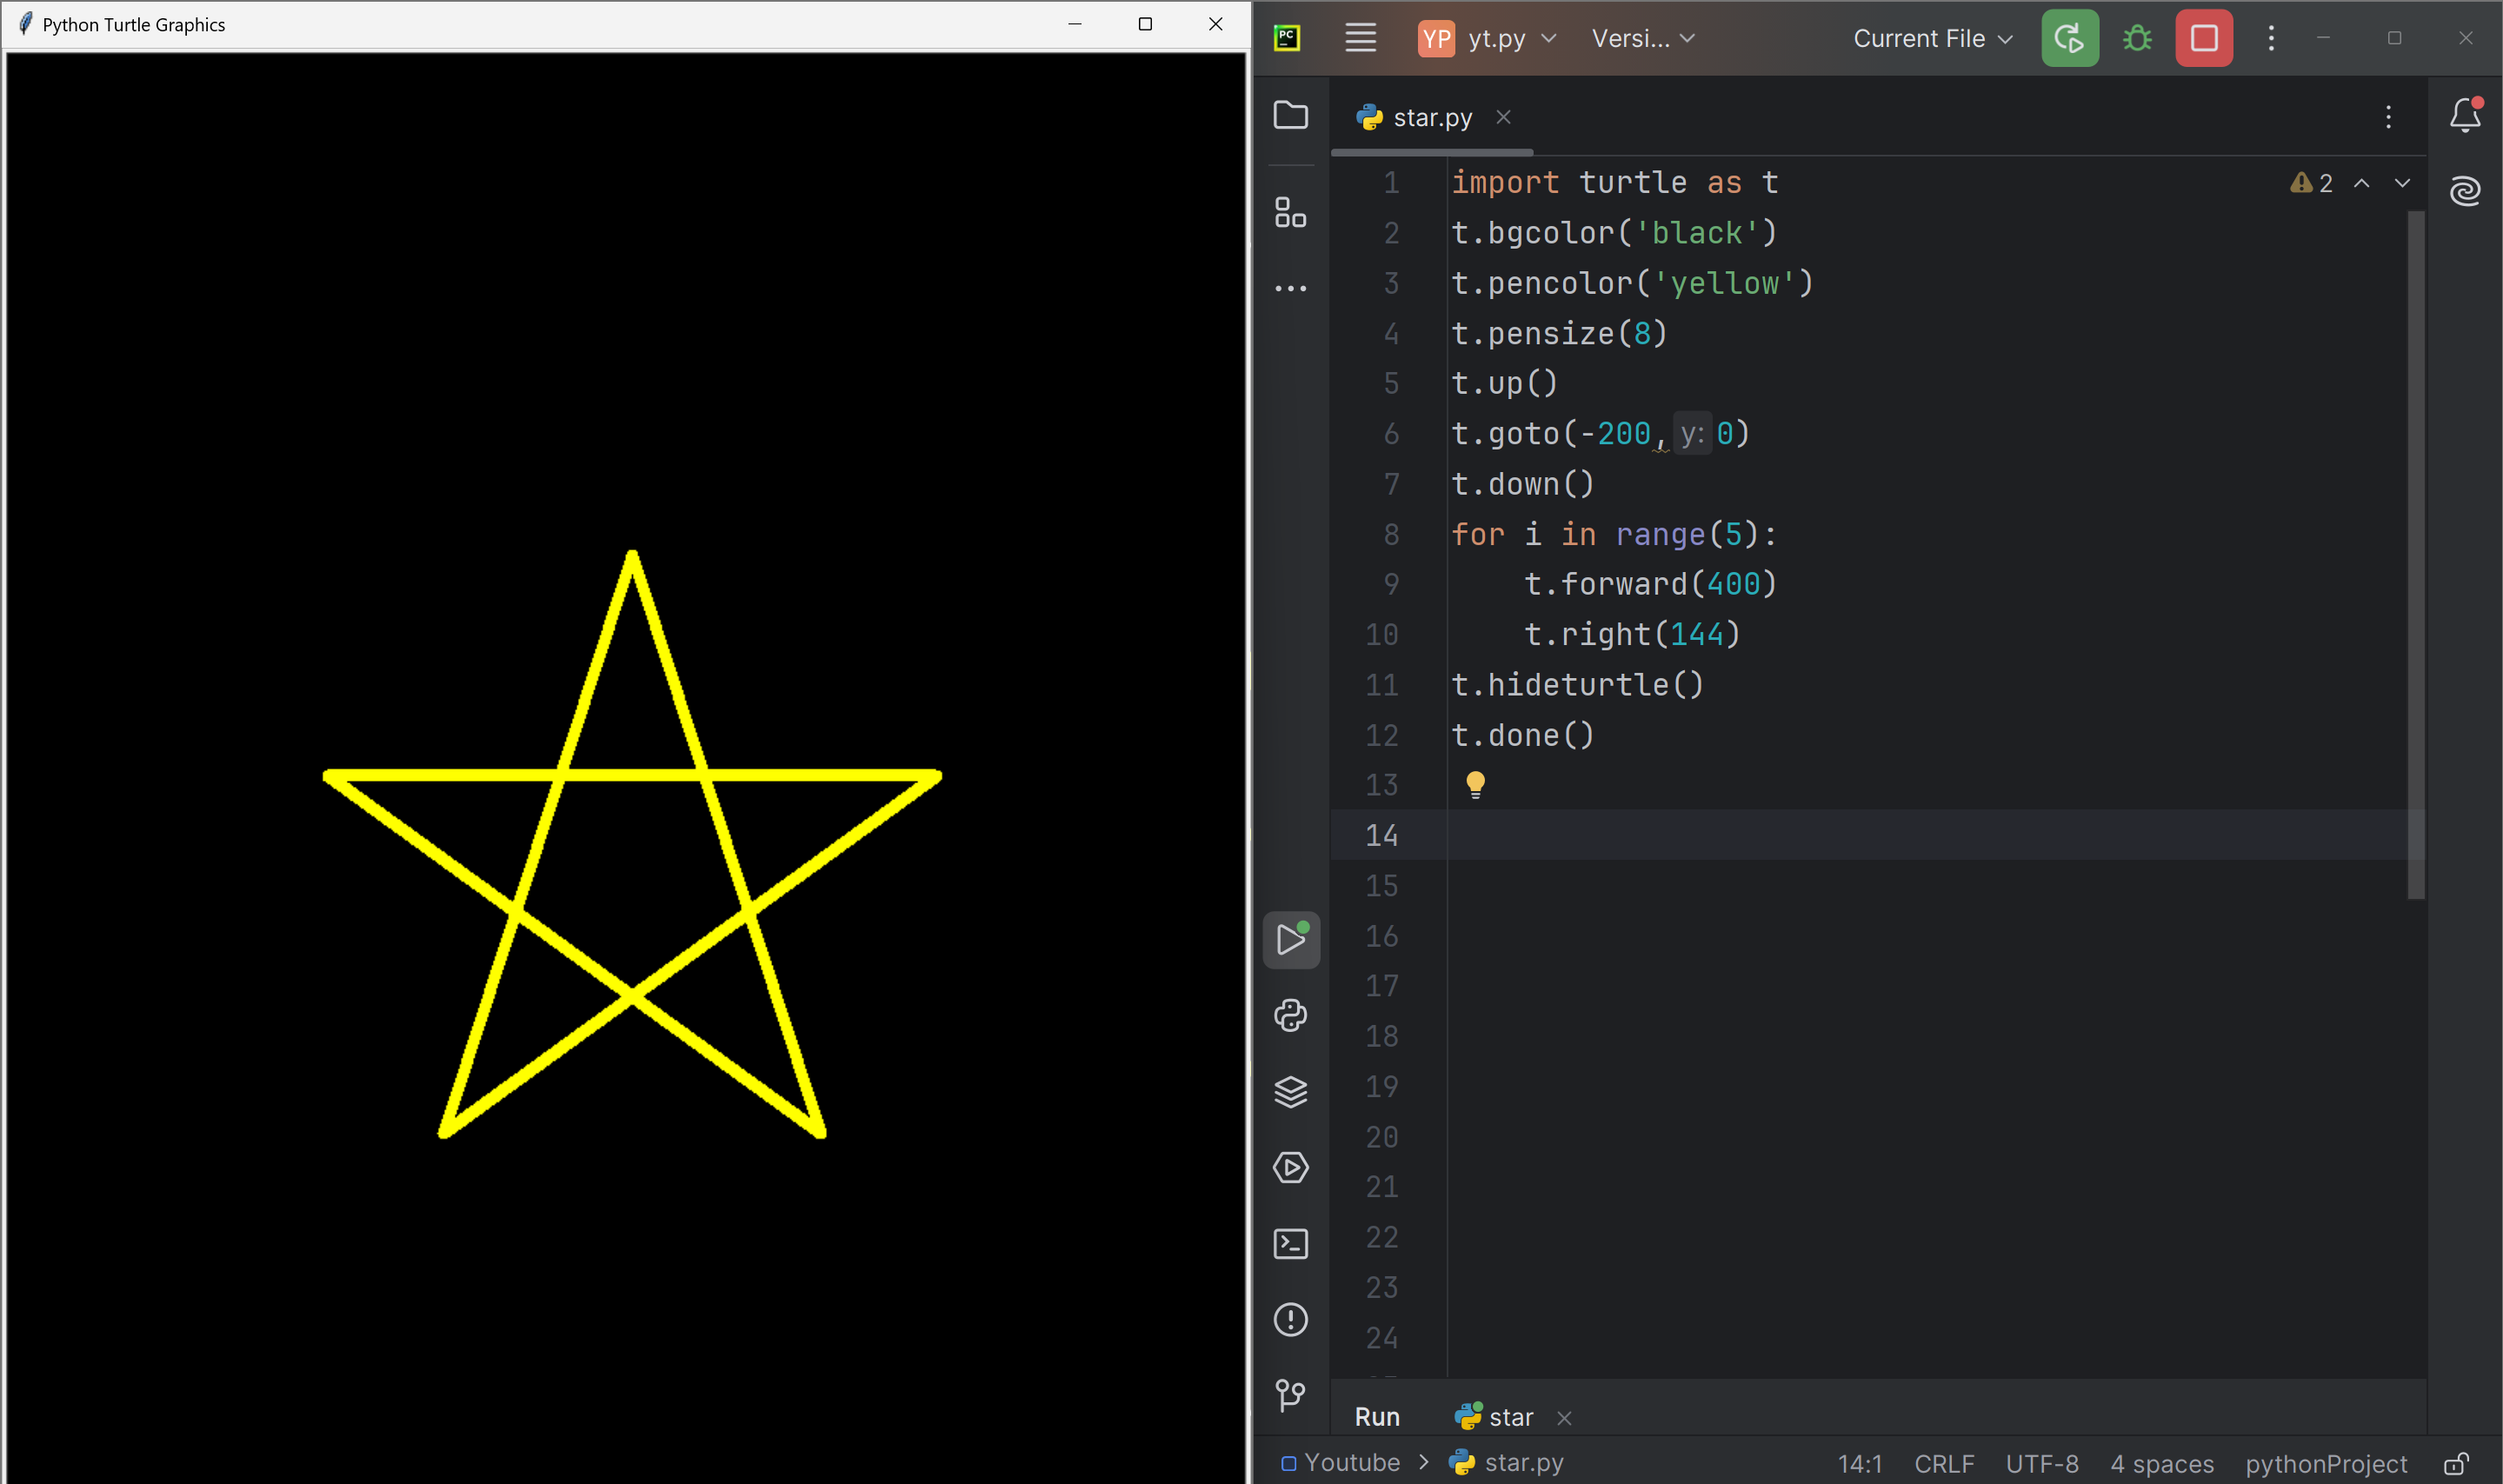 Python Turtle Graphics
PC
YP yt.py Versi... Current File
star.py
2
1 import turtle as t
2 t.bgcolor('black')
3 t.pencolor('yellow')
4 t.pensize(8)
5 t.up()
6 t.goto(-200, y: 0)
7 t.down()
8 for i in range(5):
9     t.forward(400)
10     t.right(144)
11 t.hideturtle()
12 t.done()
13
14
15
16
17
18
19
20
21
22
23
24
Run star
Youtube > star.py 14:1 CRLF UTF-8 4 spaces pythonProject